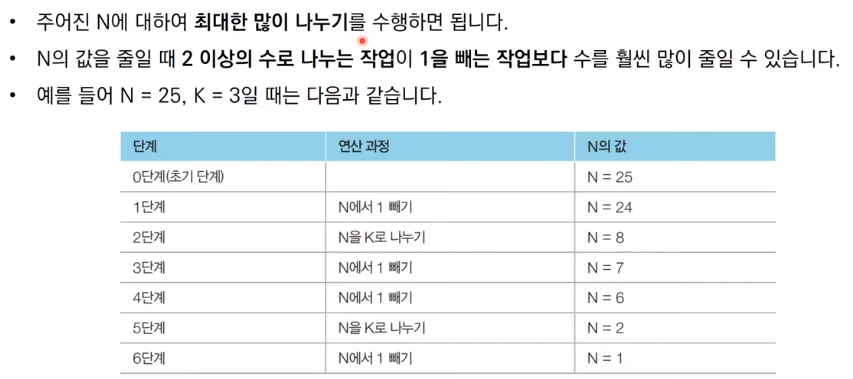 • 주어진 N에 대하여 최대한 많이 나누기를 수행하면 됩니다.
• N의 값을 줄일 때 2 이상의 수로 나누는 작업이 1을 빼는 작업보다 수를 훨씬 많이 줄일 수 있습니다.
• 예를 들어 N = 25, K = 3일 때는 다음과 같습니다.
단계 연산 과정 N의 값
0단계(초기 단계) N = 25
1단계 N에서 1 빼기 N = 24
2단계 N을 K로 나누기 N = 8
3단계 N에서 1 빼기 N = 7
4단계 N에서 1 빼기 N = 6
5단계 N을 K로 나누기 N = 2
6단계 N에서 1 빼기 N = 1